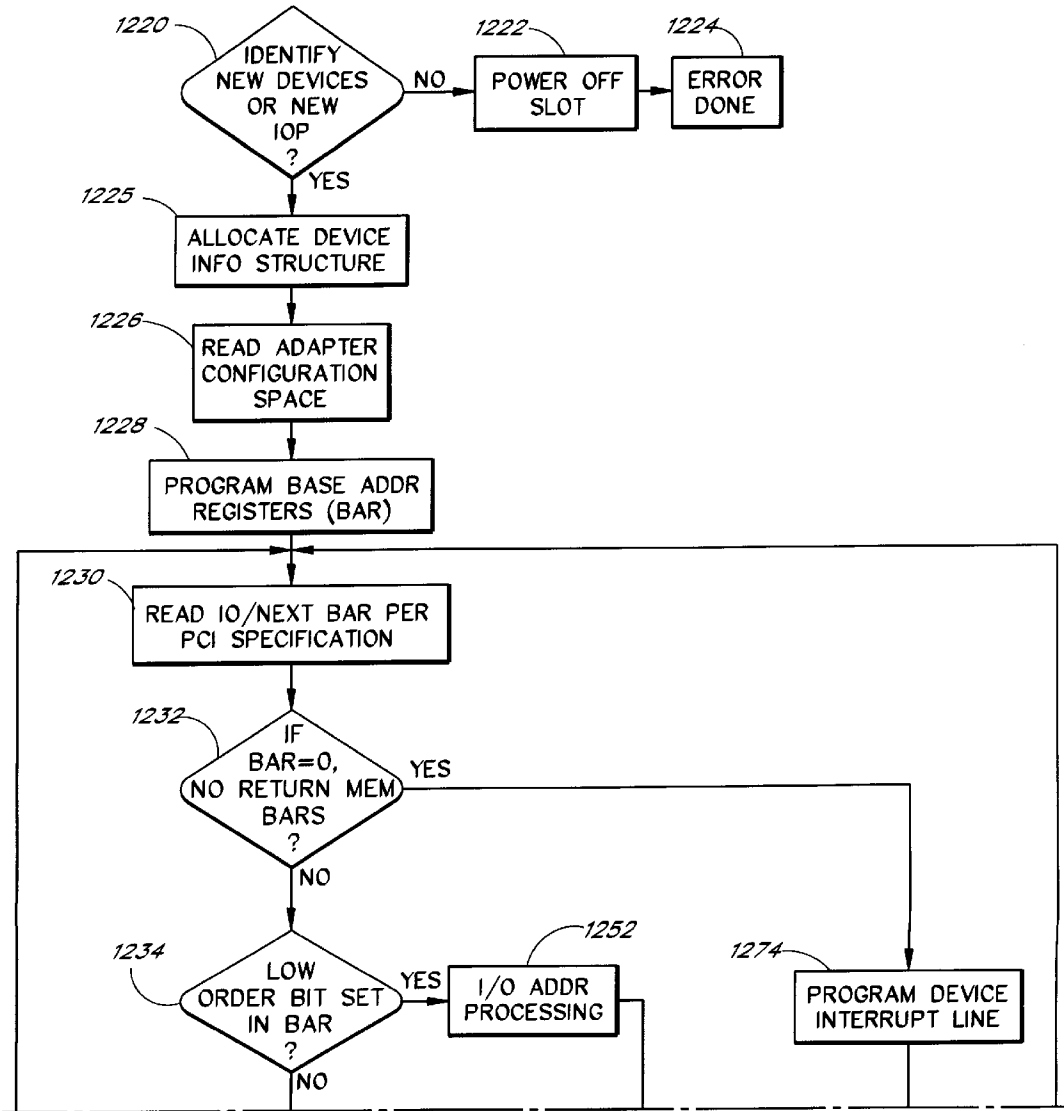 1220
IDENTIFY
NEW DEVICES
OR NEW
IOP
?
NO
YES
1222
POWER OFF
SLOT
1224
ERROR
DONE
1225
ALLOCATE DEVICE
INFO STRUCTURE
1226
READ ADAPTER
CONFIGURATION
SPACE
1228
PROGRAM BASE ADDR
REGISTERS (BAR)
1230
READ IO/NEXT BAR PER
PCI SPECIFICATION
1232
IF
BAR=0,
NO RETURN MEM
BARS
?
YES
NO
1234
LOW
ORDER BIT SET
IN BAR
?
YES
NO
1252
I/O ADDR
PROCESSING
1274
PROGRAM DEVICE
INTERRUPT LINE